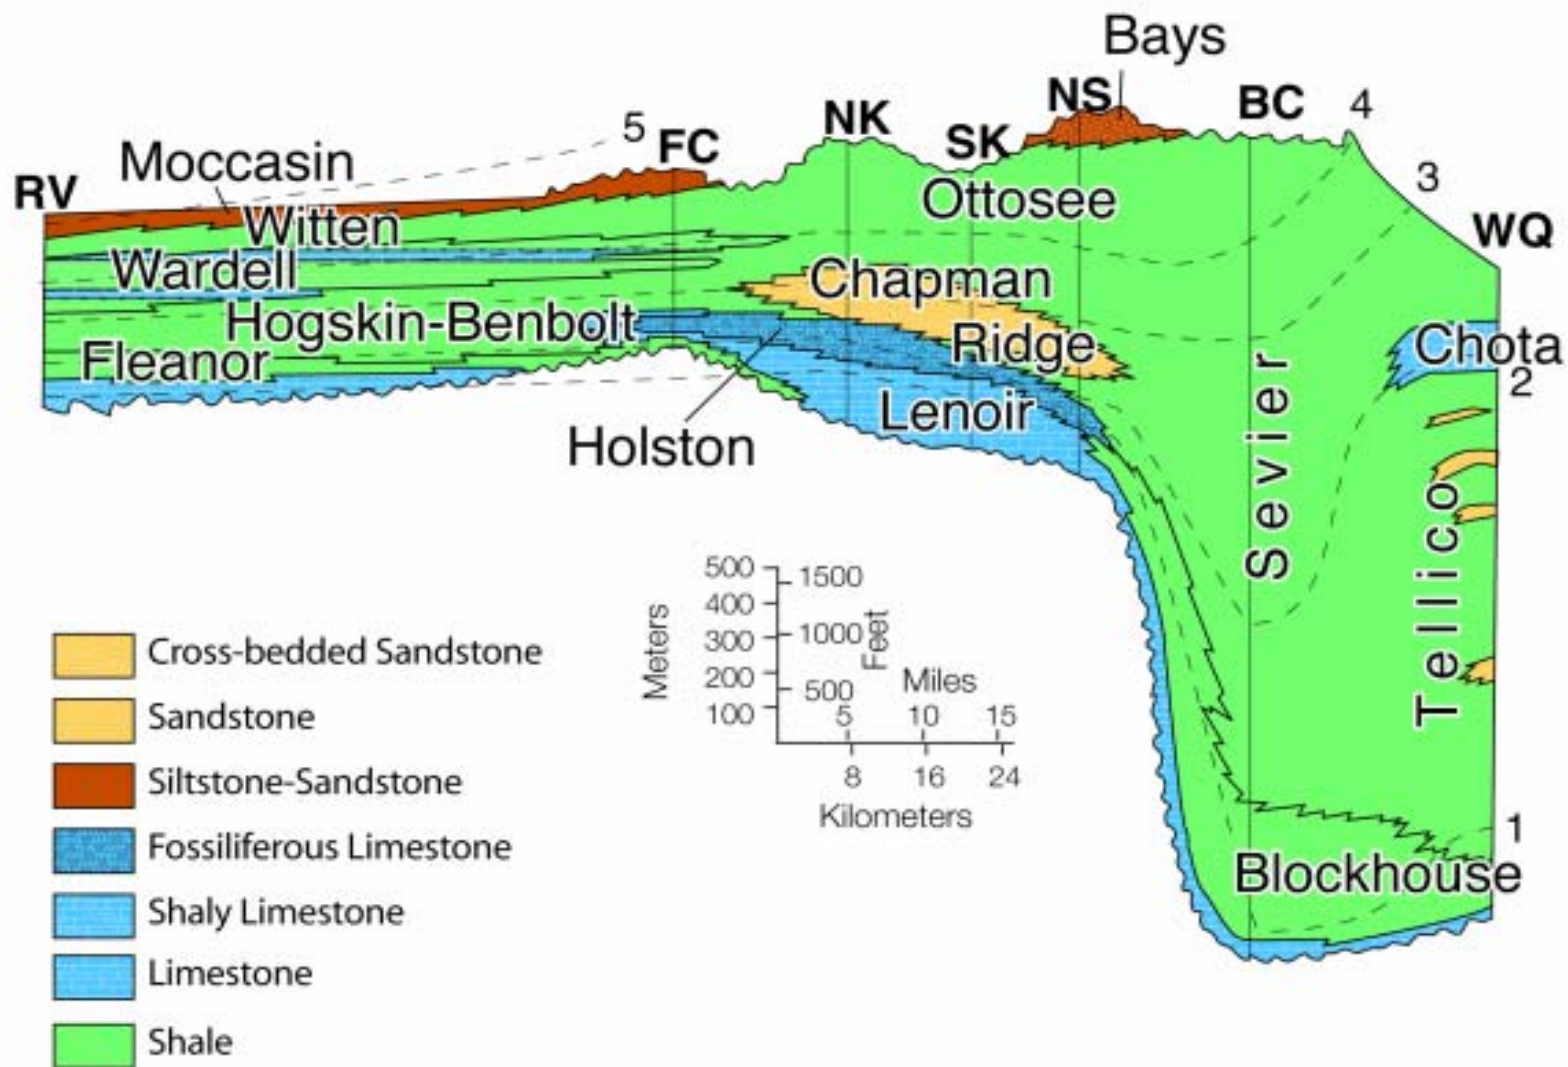 Bays
NS
BC
4
NK
5
FC
SK
Moccasin
RV
3
Ottosee
Witten
WQ
Wardell
Chapman
Hogskin-Benbolt
Ridge
Chota
Fleanor
2
Lenoir
Holston
Sevier
Tellico
1
Blockhouse
500
1500
400
300
1000
200
500
100
Meters
Feet
Miles
5 10 15
8 16 24
Kilometers
Cross-bedded Sandstone
Sandstone
Siltstone-Sandstone
Fossiliferous Limestone
Shaly Limestone
Limestone
Shale